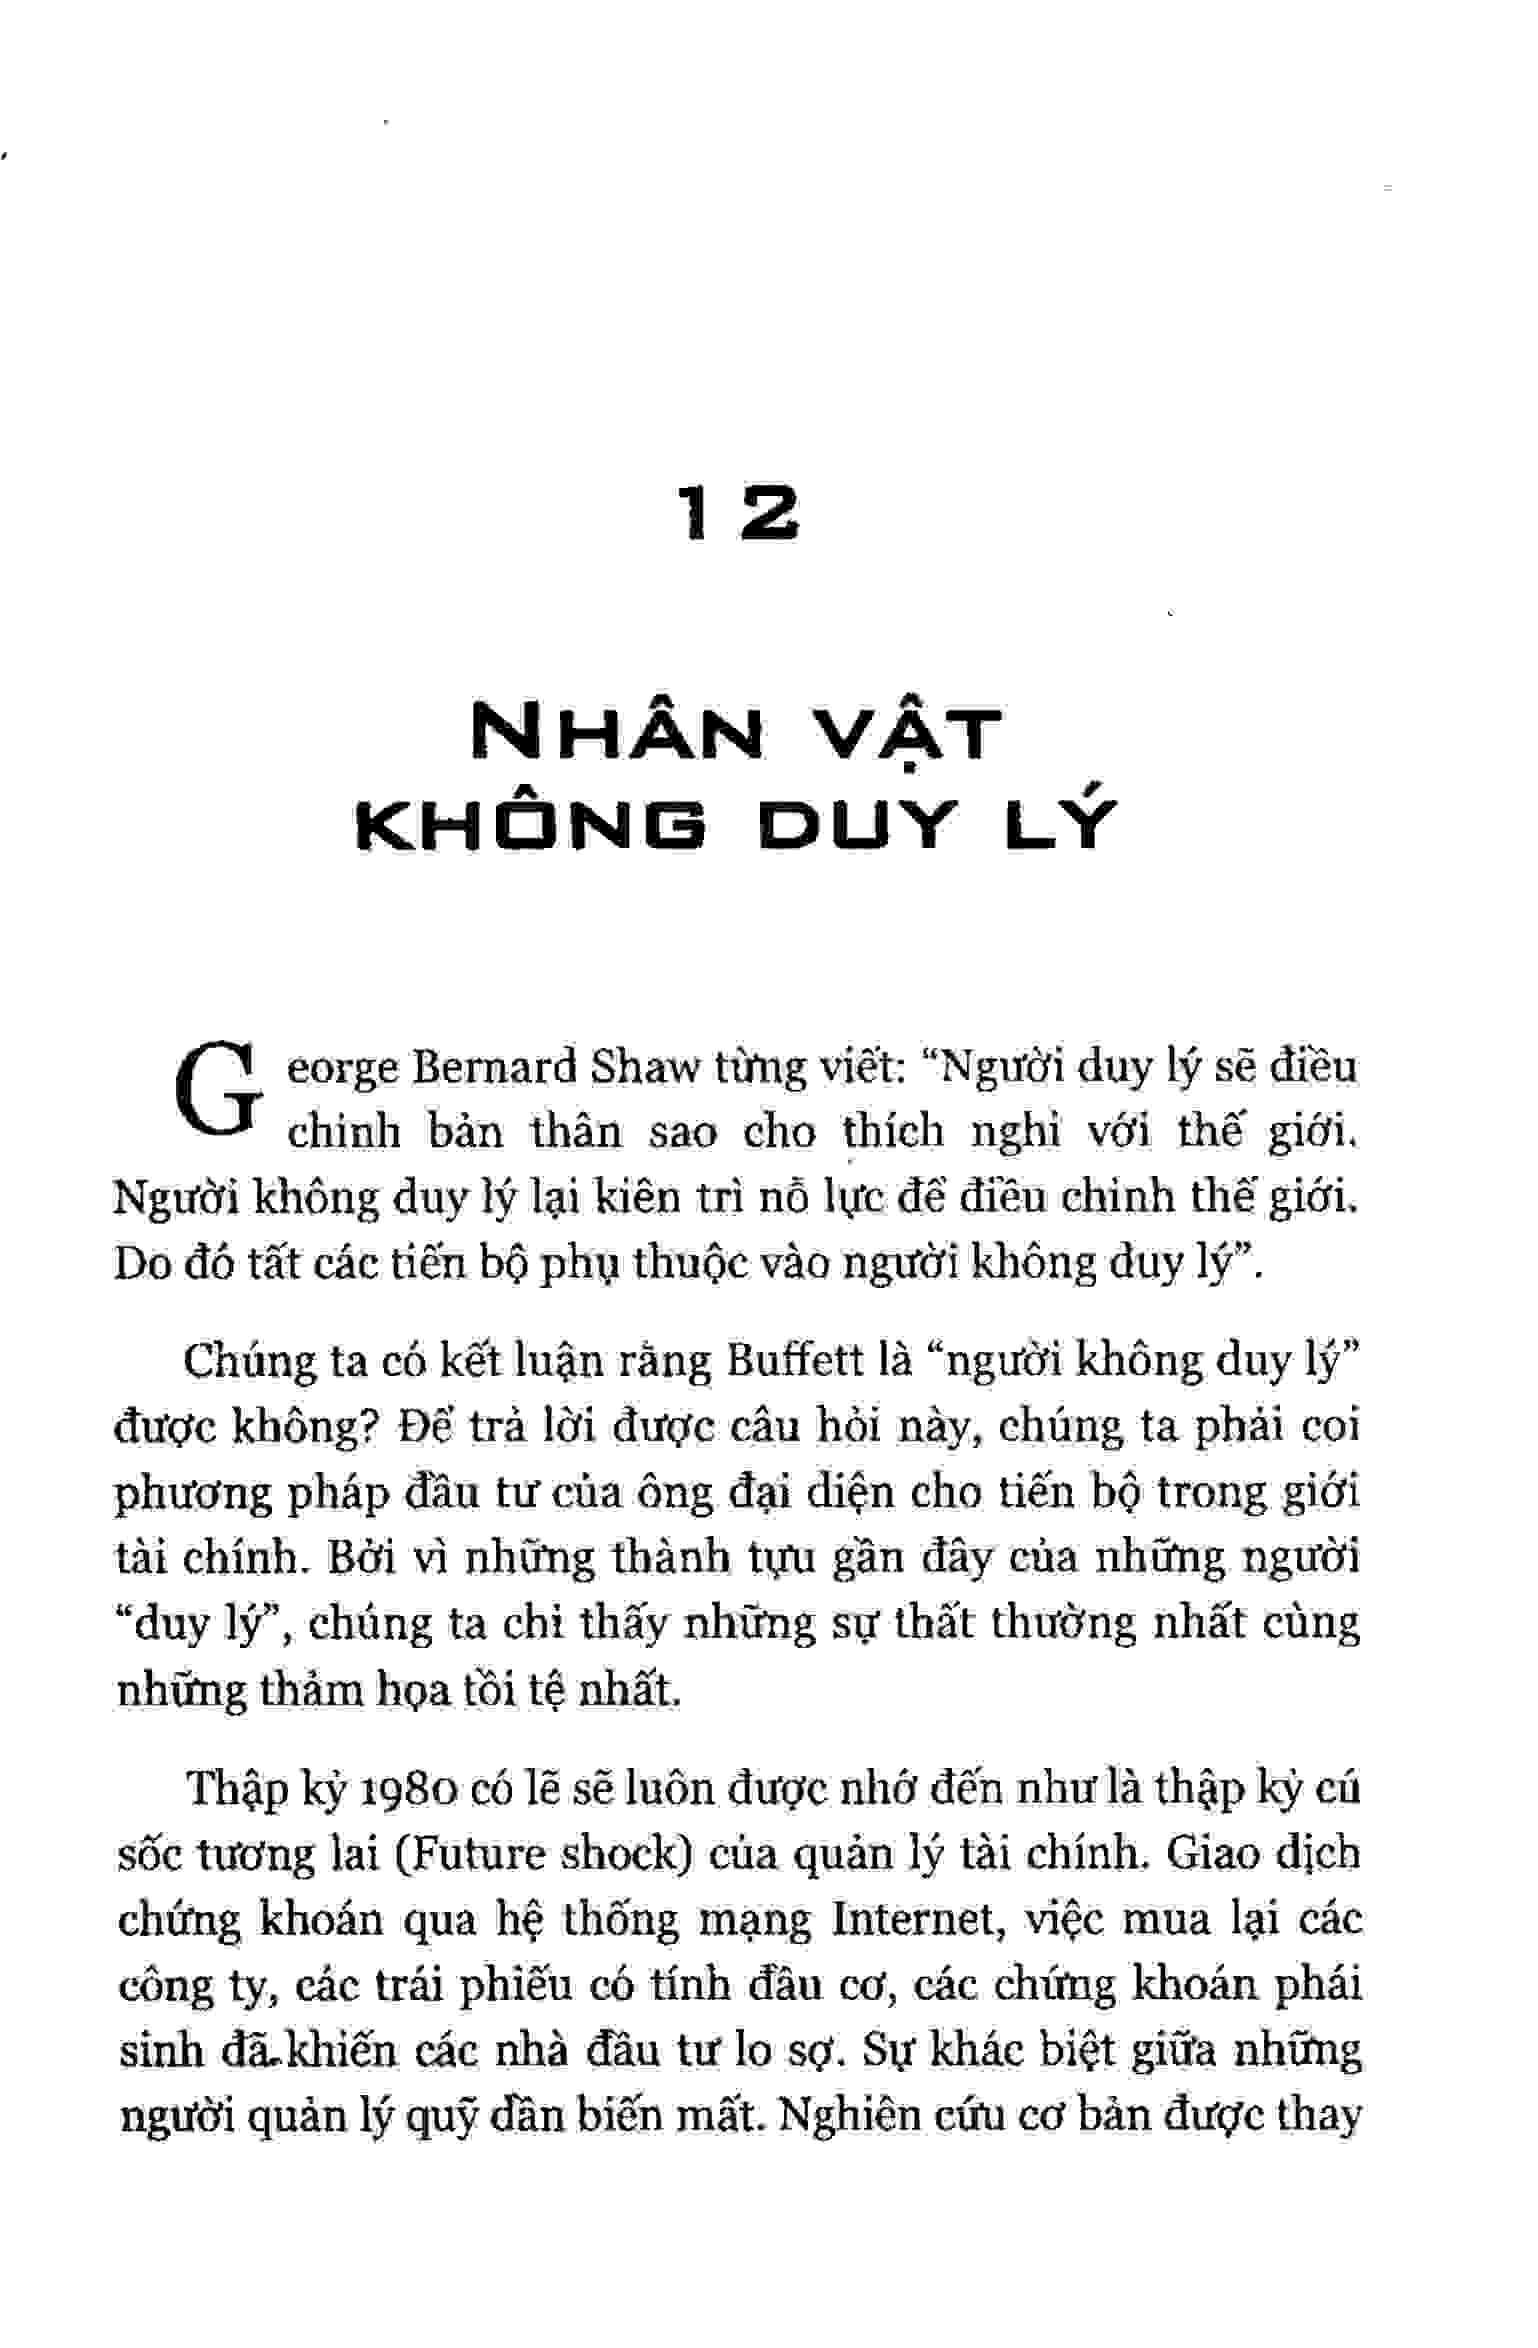 12
NHÂN VẬT
KHÔNG DUY LÝ
George Bernard Shaw từng viết: “Người duy lý sẽ điều
chỉnh bản thân sao cho thích nghi với thế giới.
Người không duy lý lại kiên trì nỗ lực để điều chỉnh thế giới.
Do đó tất các tiến bộ phụ thuộc vào người không duy lý”.
Chúng ta có kết luận rằng Buffett là “người không duy lý”
được không? Để trả lời được câu hỏi này, chúng ta phải coi
phương pháp đầu tư của ông đại diện cho tiến bộ trong giới
tài chính. Bởi vì những thành tựu gần đây của những người
“duy lý”, chúng ta chỉ thấy những sự thất thường nhất cùng
những thảm họa tồi tệ nhất.
Thập kỷ 1980 có lẽ sẽ luôn được nhớ đến như là thập kỷ cú
sốc tương lai (Future shock) của quản lý tài chính. Giao dịch
chứng khoán qua hệ thống mạng Internet, việc mua lại các
công ty, các trái phiếu có tính đầu cơ, các chứng khoán phái
sinh đã khiến các nhà đầu tư lo sợ. Sự khác biệt giữa những
người quản lý quỹ dần biến mất. Nghiên cứu cơ bản được thay